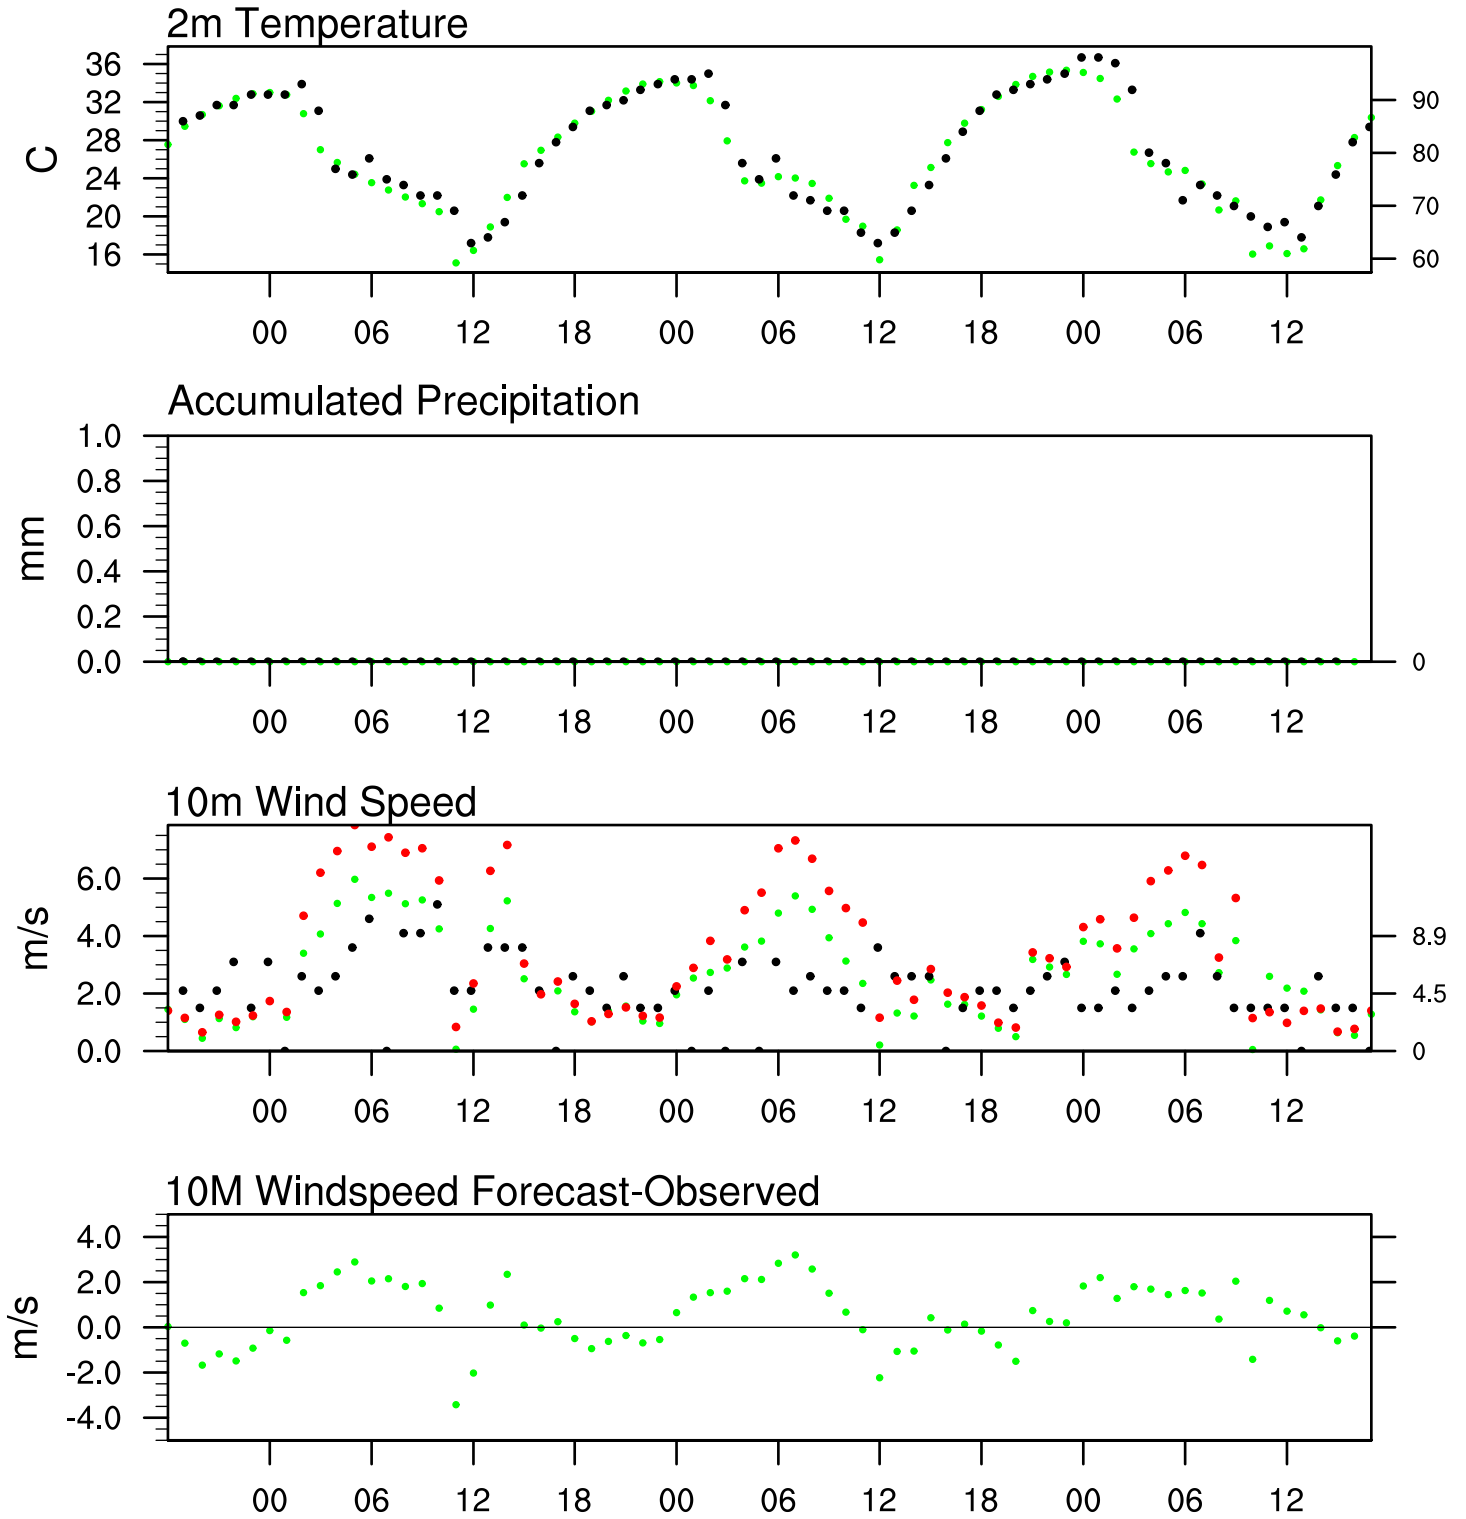 2m Temperature
36
32
28
24
20
16
C
90
80
70
60
00 06 12 18 00 06 12 18 00 06 12
Accumulated Precipitation
1.0
0.8
0.6
0.4
0.2
0.0
mm
0
00 06 12 18 00 06 12 18 00 06 12
10m Wind Speed
6.0
4.0
2.0
0.0
m/s
8.9
4.5
0
00 06 12 18 00 06 12 18 00 06 12
10M Windspeed Forecast-Observed
4.0
2.0
0.0
-2.0
-4.0
m/s
00 06 12 18 00 06 12 18 00 06 12